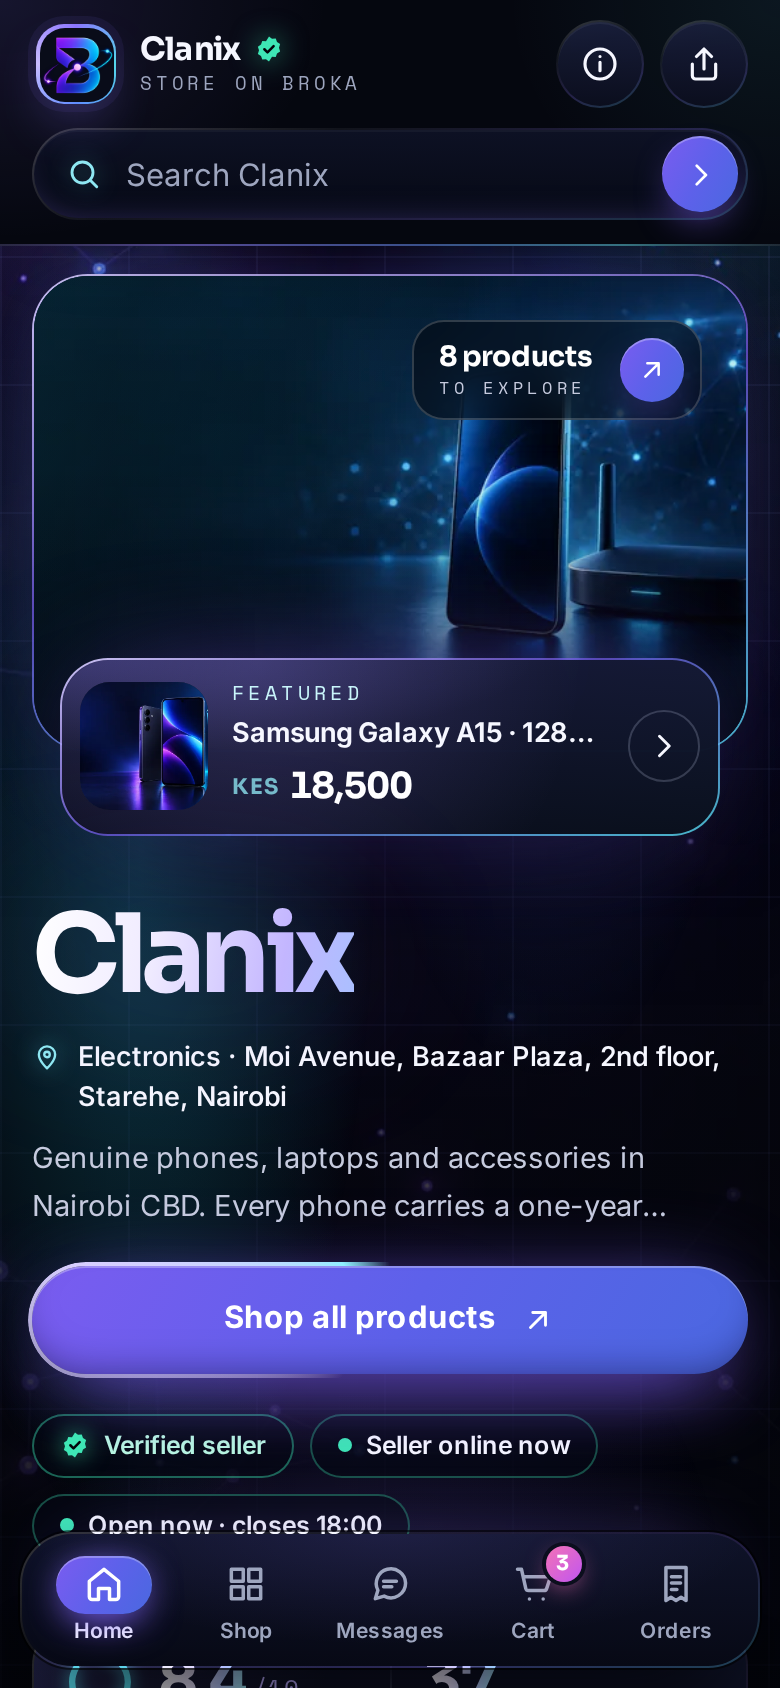 Clanix
STORE ON BROKA
Search Clanix
8 products
TO EXPLORE
FEATURED
Samsung Galaxy A15 · 128...
KES 18,500
Clanix
Electronics · Moi Avenue, Bazaar Plaza, 2nd floor,
Starehe, Nairobi
Genuine phones, laptops and accessories in
Nairobi CBD. Every phone carries a one-year...
Shop all products
Verified seller
Seller online now
Open now · closes 18:00
3
Home
Shop
Messages
Cart
Orders